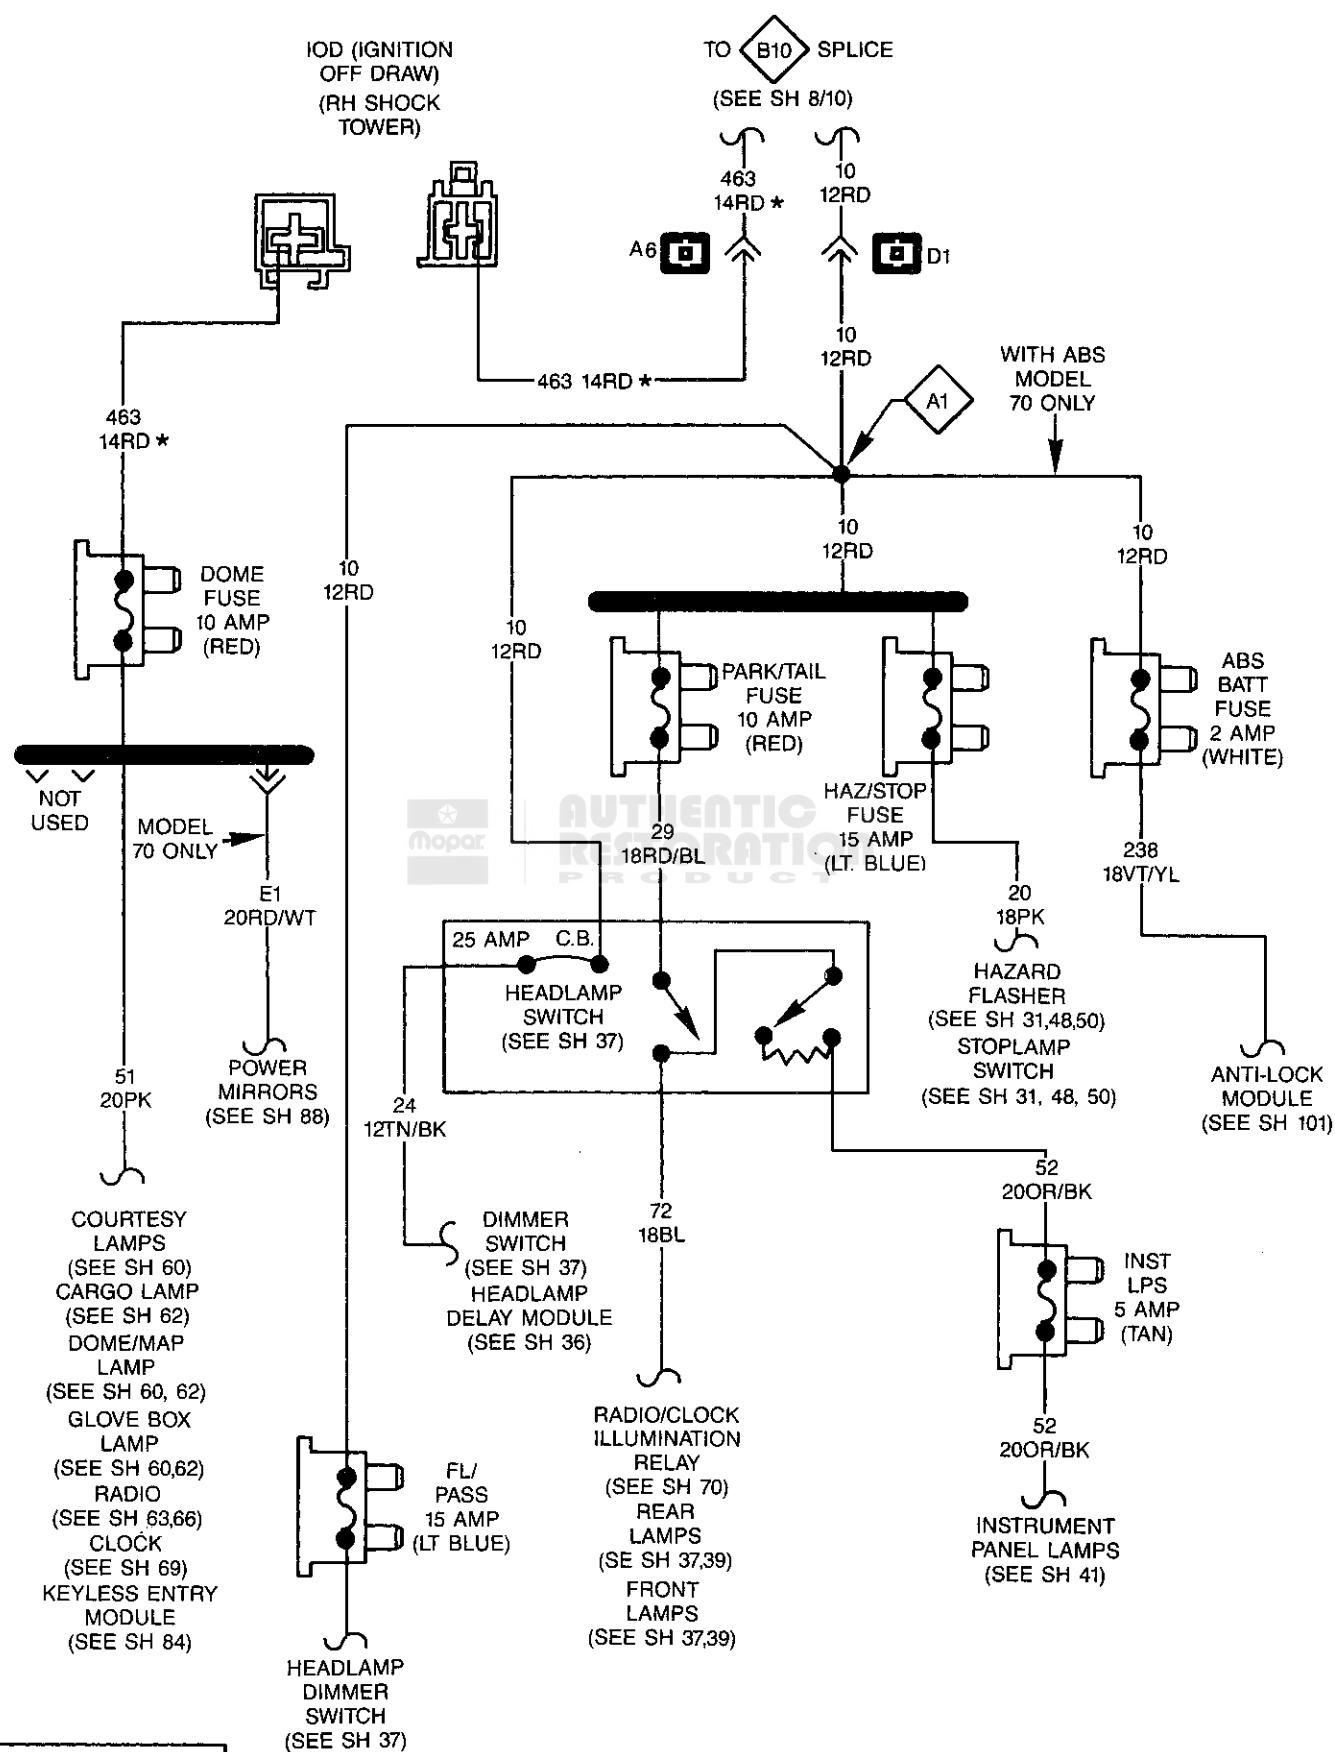 IOD (IGNITION
OFF DRAW)
(RH SHOCK
TOWER)
TO B10 SPLICE
(SEE SH 8/10)
463
14RD *
10
12RD
A6
D1
10
12RD
463 14RD *
WITH ABS
MODEL
70 ONLY
A1
463
14RD *
10
12RD
10
12RD
10
12RD
10
12RD
DOME
FUSE
10 AMP
(RED)
PARK/TAIL
FUSE
10 AMP
(RED)
HAZ/STOP
FUSE
15 AMP
(LT. BLUE)
ABS
BATT
FUSE
2 AMP
(WHITE)
NOT
USED
MODEL
70 ONLY
Mopar
AUTHENTIC
RESTORATION
PRODUCT
29
18RD/BL
238
18VT/YL
E1
20RD/WT
20
18PK
25 AMP C.B.
HEADLAMP
SWITCH
(SEE SH 37)
HAZARD
FLASHER
(SEE SH 31,48,50)
STOPLAMP
SWITCH
(SEE SH 31, 48, 50)
ANTI-LOCK
MODULE
(SEE SH 101)
51
20PK
POWER
MIRRORS
(SEE SH 88)
24
12TN/BK
52
20OR/BK
72
18BL
COURTESY
LAMPS
(SEE SH 60)
CARGO LAMP
(SEE SH 62)
DOME/MAP
LAMP
(SEE SH 60, 62)
GLOVE BOX
LAMP
(SEE SH 60,62)
RADIO
(SEE SH 63,66)
CLOCK
(SEE SH 69)
KEYLESS ENTRY
MODULE
(SEE SH 84)
DIMMER
SWITCH
(SEE SH 37)
HEADLAMP
DELAY MODULE
(SEE SH 36)
INST
LPS
5 AMP
(TAN)
RADIO/CLOCK
ILLUMINATION
RELAY
(SEE SH 70)
REAR
LAMPS
(SE SH 37,39)
FRONT
LAMPS
(SEE SH 37,39)
52
20OR/BK
FL/
PASS
15 AMP
(LT BLUE)
INSTRUMENT
PANEL LAMPS
(SEE SH 41)
HEADLAMP
DIMMER
SWITCH
(SEE SH 37)